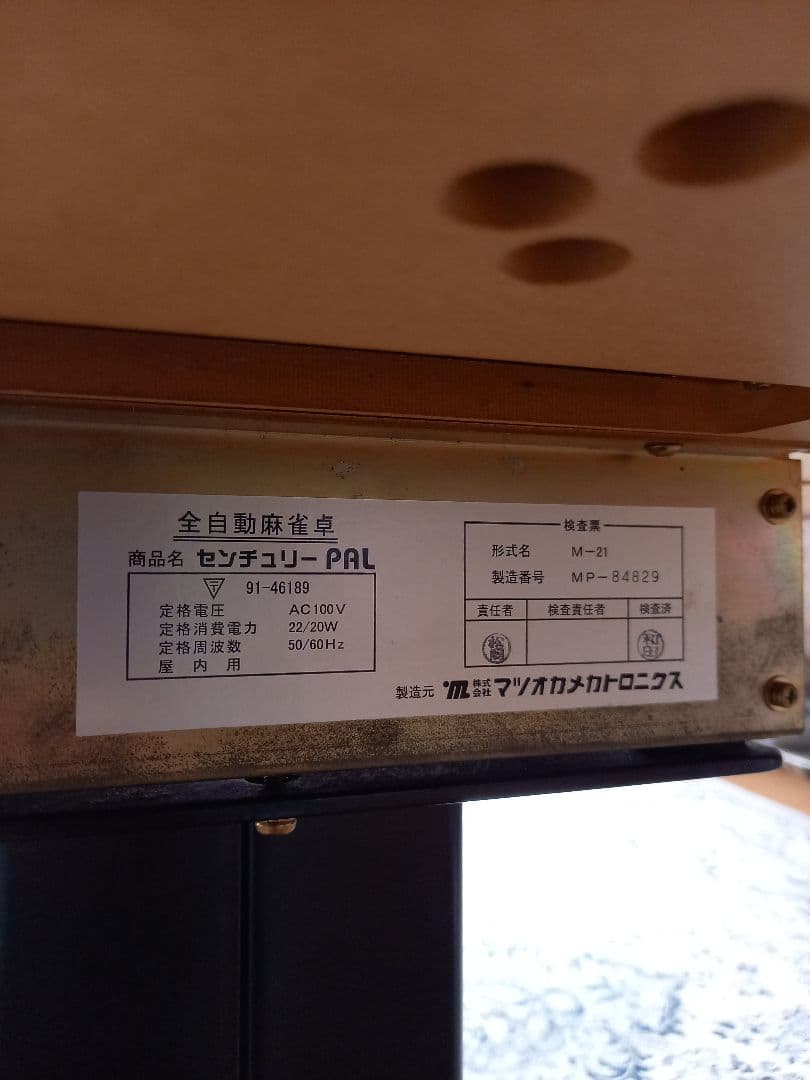 全自動麻雀卓
商品名 センチュリーPAL
〒 91-46189
定格電圧 AC100V
定格消費電力 22/20W
定格周波数 50/60Hz
屋内用
検査票
形式名 M-21
製造番号 MP-84829
責任者 検査責任者 検査済
製造元 m 株式会社 マツオカメカトロニクス